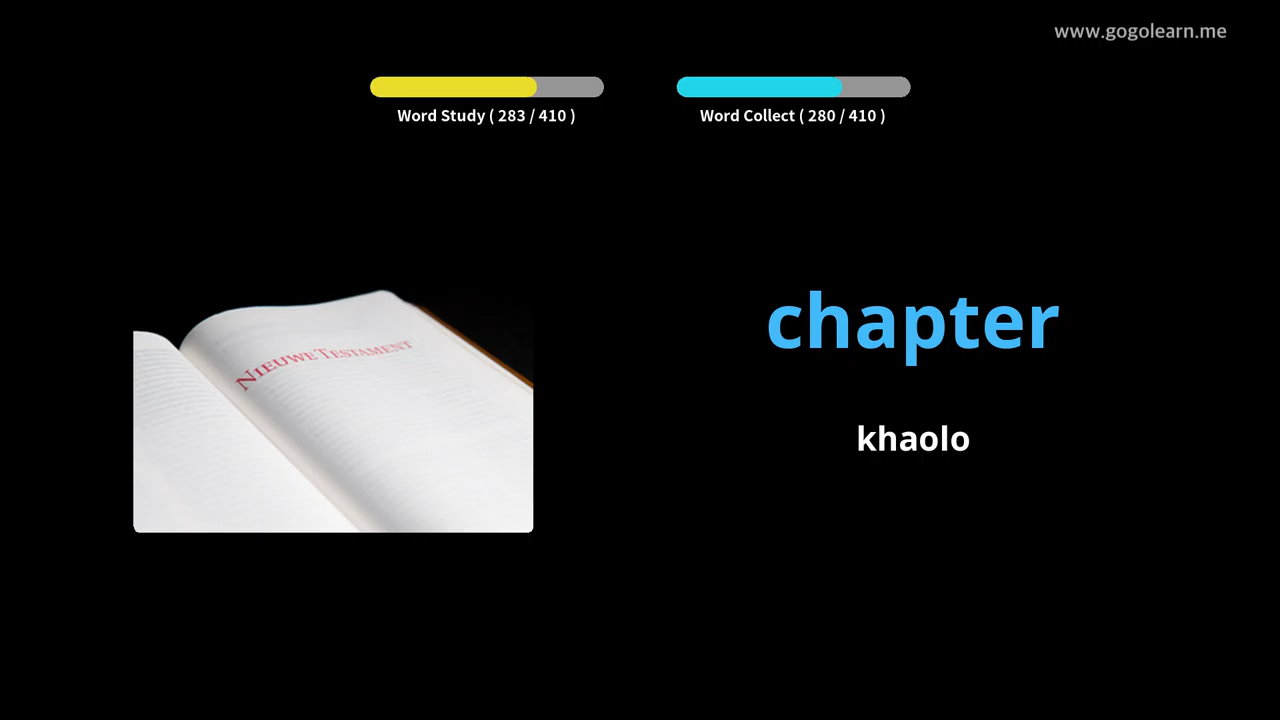 www.gogolearn.me
Word Study ( 283 / 410 )
Word Collect ( 280 / 410 )
chapter
NIEUWE TESTAMENT
khaolo